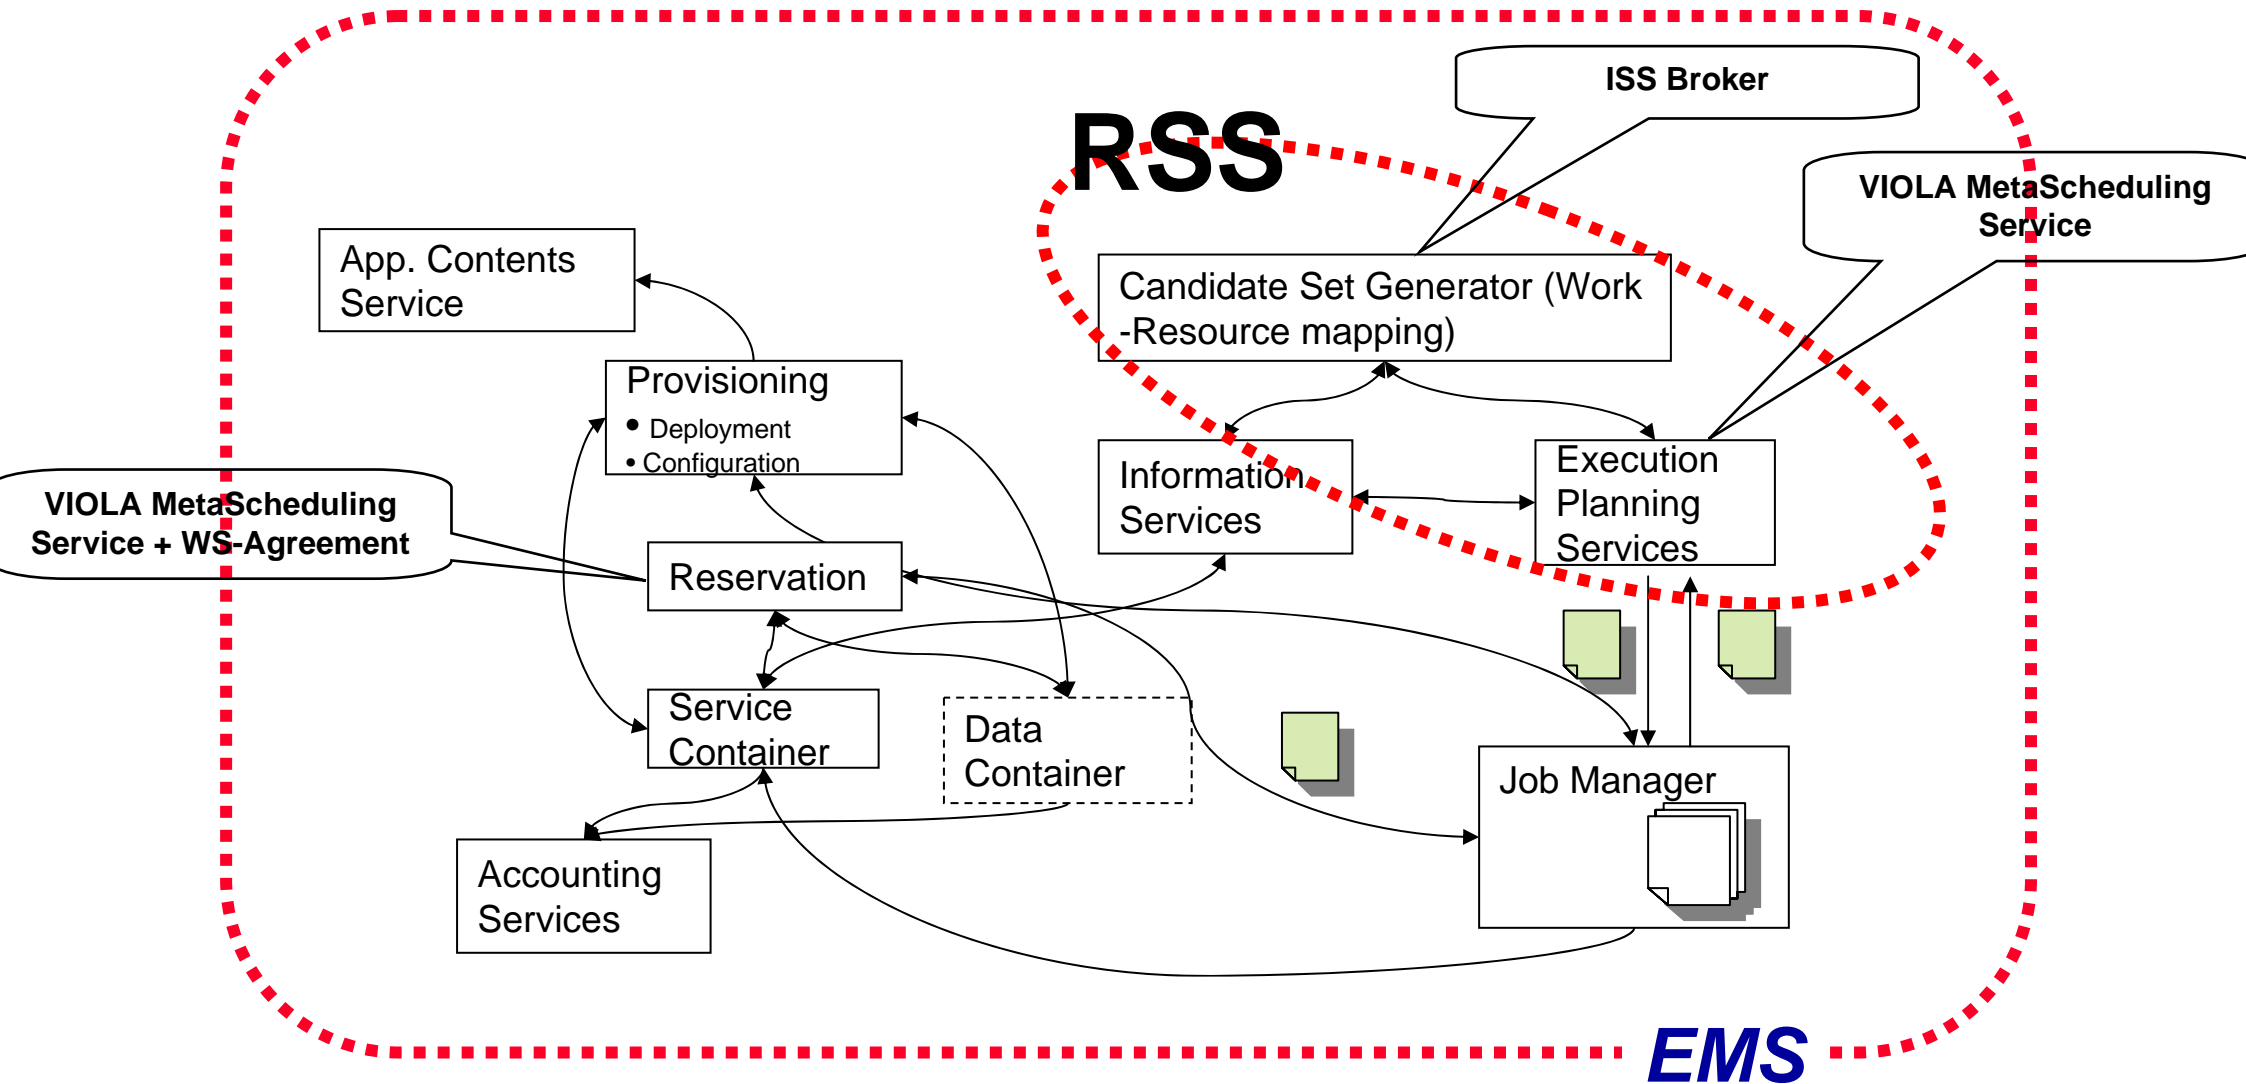 ISS Broker
RSS
VIOLA MetaScheduling
Service
App. Contents
Service
Candidate Set Generator (Work
-Resource mapping)
Provisioning
• Deployment
• Configuration
Information
Services
Execution
Planning
Services
VIOLA MetaScheduling
Service + WS-Agreement
Reservation
Service
Container
Data
Container
Job Manager
Accounting
Services
EMS